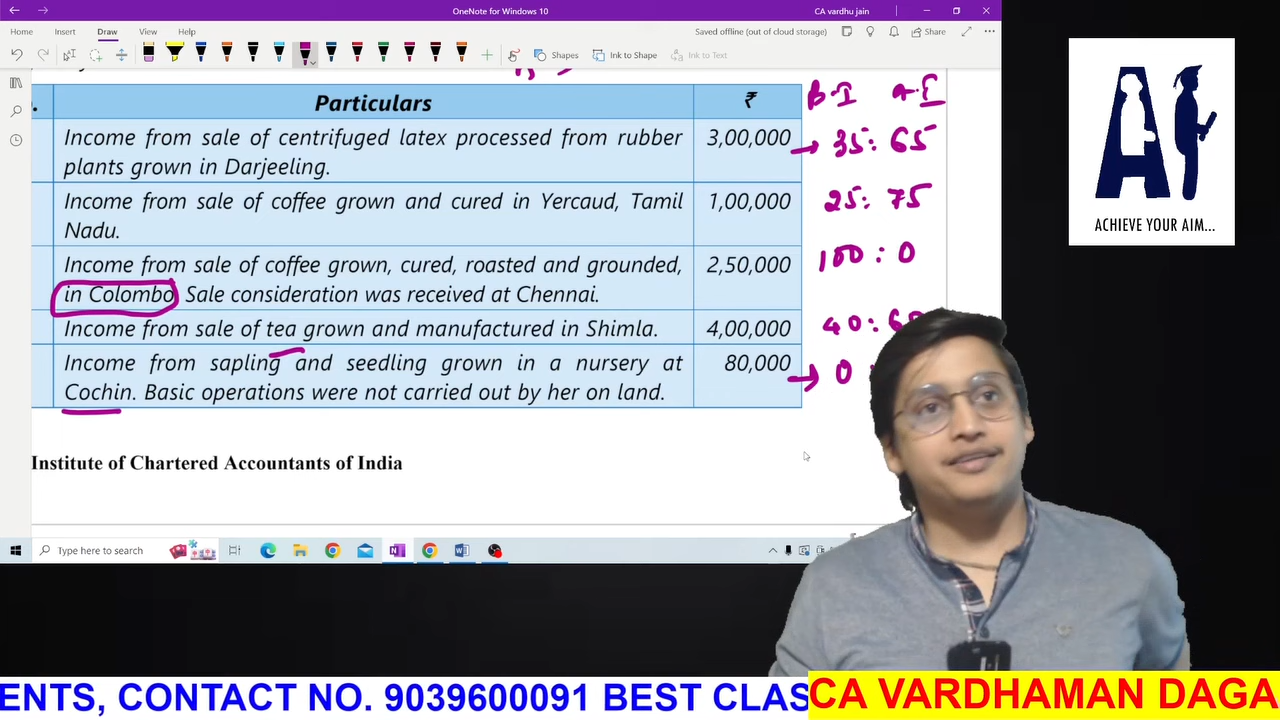 OneNote for Windows 10
CA vardhu jain
Home Insert Draw View Help
Saved offline (out of cloud storage)
Share
Shapes
Ink to Shape
Ink to Text
Particulars ₹
B.I A.I
Income from sale of centrifuged latex processed from rubber 3,00,000
→ 35: 65
plants grown in Darjeeling.
Income from sale of coffee grown and cured in Yercaud, Tamil 1,00,000
25: 75
Nadu.
Income from sale of coffee grown, cured, roasted and grounded, 2,50,000
100 : 0
in Colombo. Sale consideration was received at Chennai.
Income from sale of tea grown and manufactured in Shimla. 4,00,000
40:
Income from sapling and seedling grown in a nursery at 80,000
→ 0
Cochin. Basic operations were not carried out by her on land.
Institute of Chartered Accountants of India
Type here to search
ACHIEVE YOUR AIM...
ENTS, CONTACT NO. 9039600091 BEST CLAS
CA VARDHAMAN DAGA